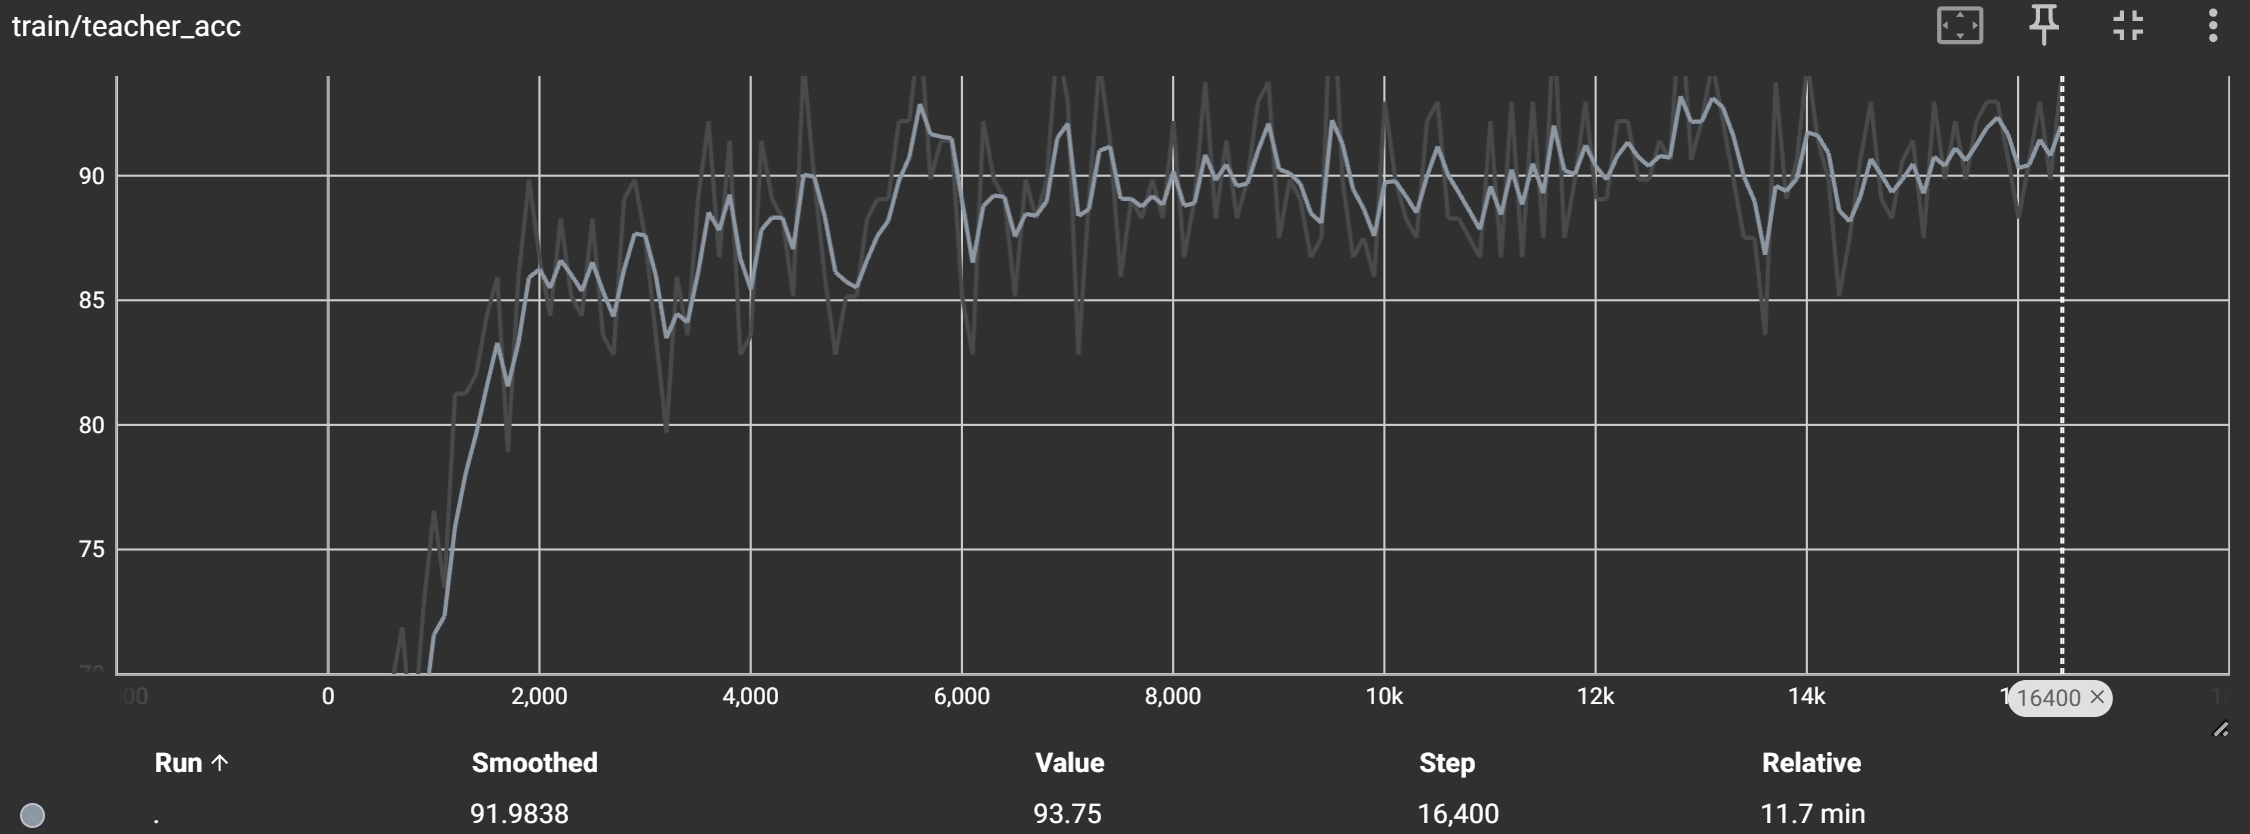 train/teacher_acc
90
85
80
75
70
0 2,000 4,000 6,000 8,000 10k 12k 14k 16400
Run Smoothed Value Step Relative
. 91.9838 93.75 16,400 11.7 min